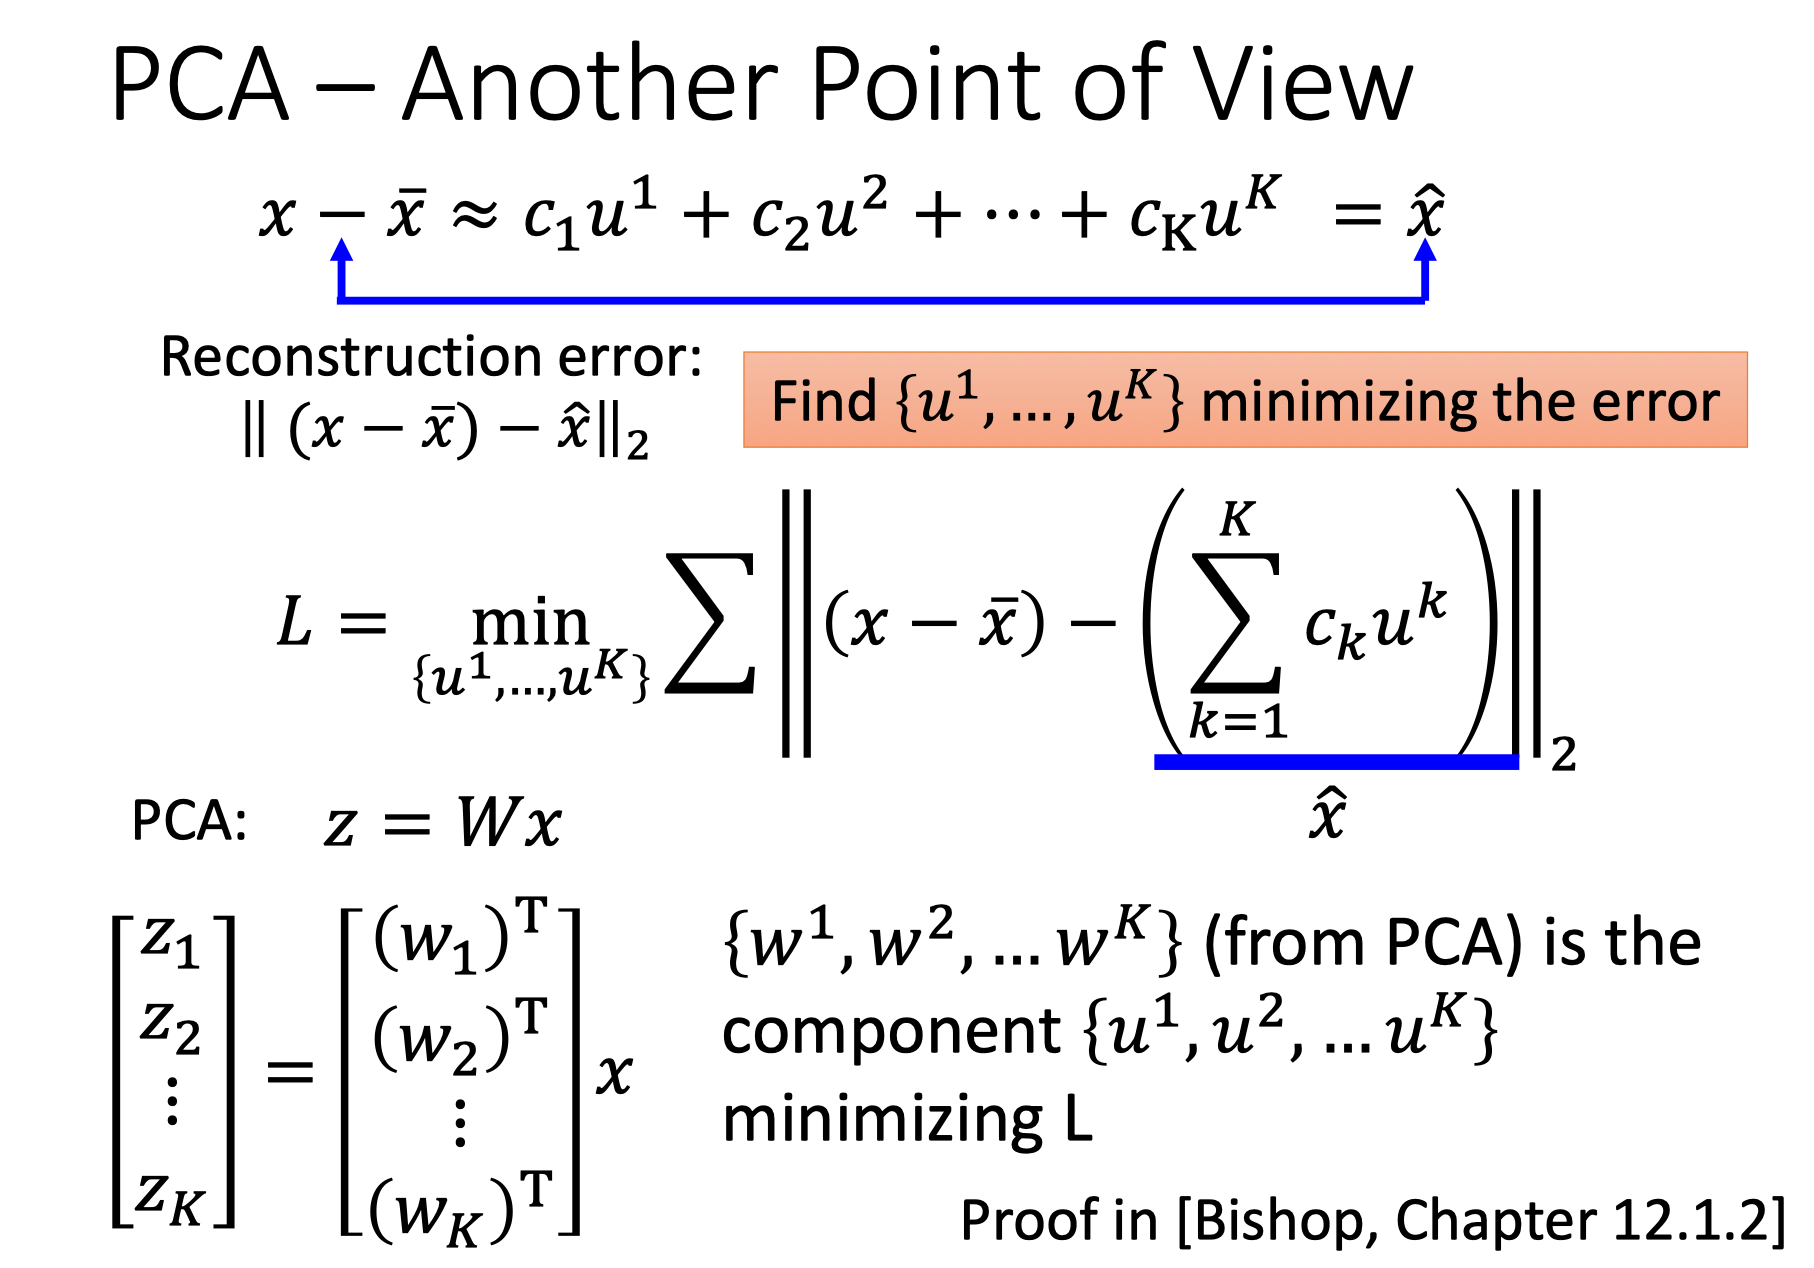 PCA – Another Point of View
x − x̄ ≈ c₁u¹ + c₂u² + ⋯ + c_K u^K = x̂
Reconstruction error:
‖(x − x̄) − x̂‖₂
Find {u¹, … , u^K} minimizing the error
L = min_{u¹,…,u^K} ∑ ‖(x − x̄) − (∑_{k=1}^{K} c_k u^k)‖₂
x̂
PCA: z = Wx
[z₁ z₂ ⋮ z_K] = [(w₁)ᵀ (w₂)ᵀ ⋮ (w_K)ᵀ] x
{w¹, w², … w^K} (from PCA) is the
component {u¹, u², … u^K}
minimizing L
Proof in [Bishop, Chapter 12.1.2]